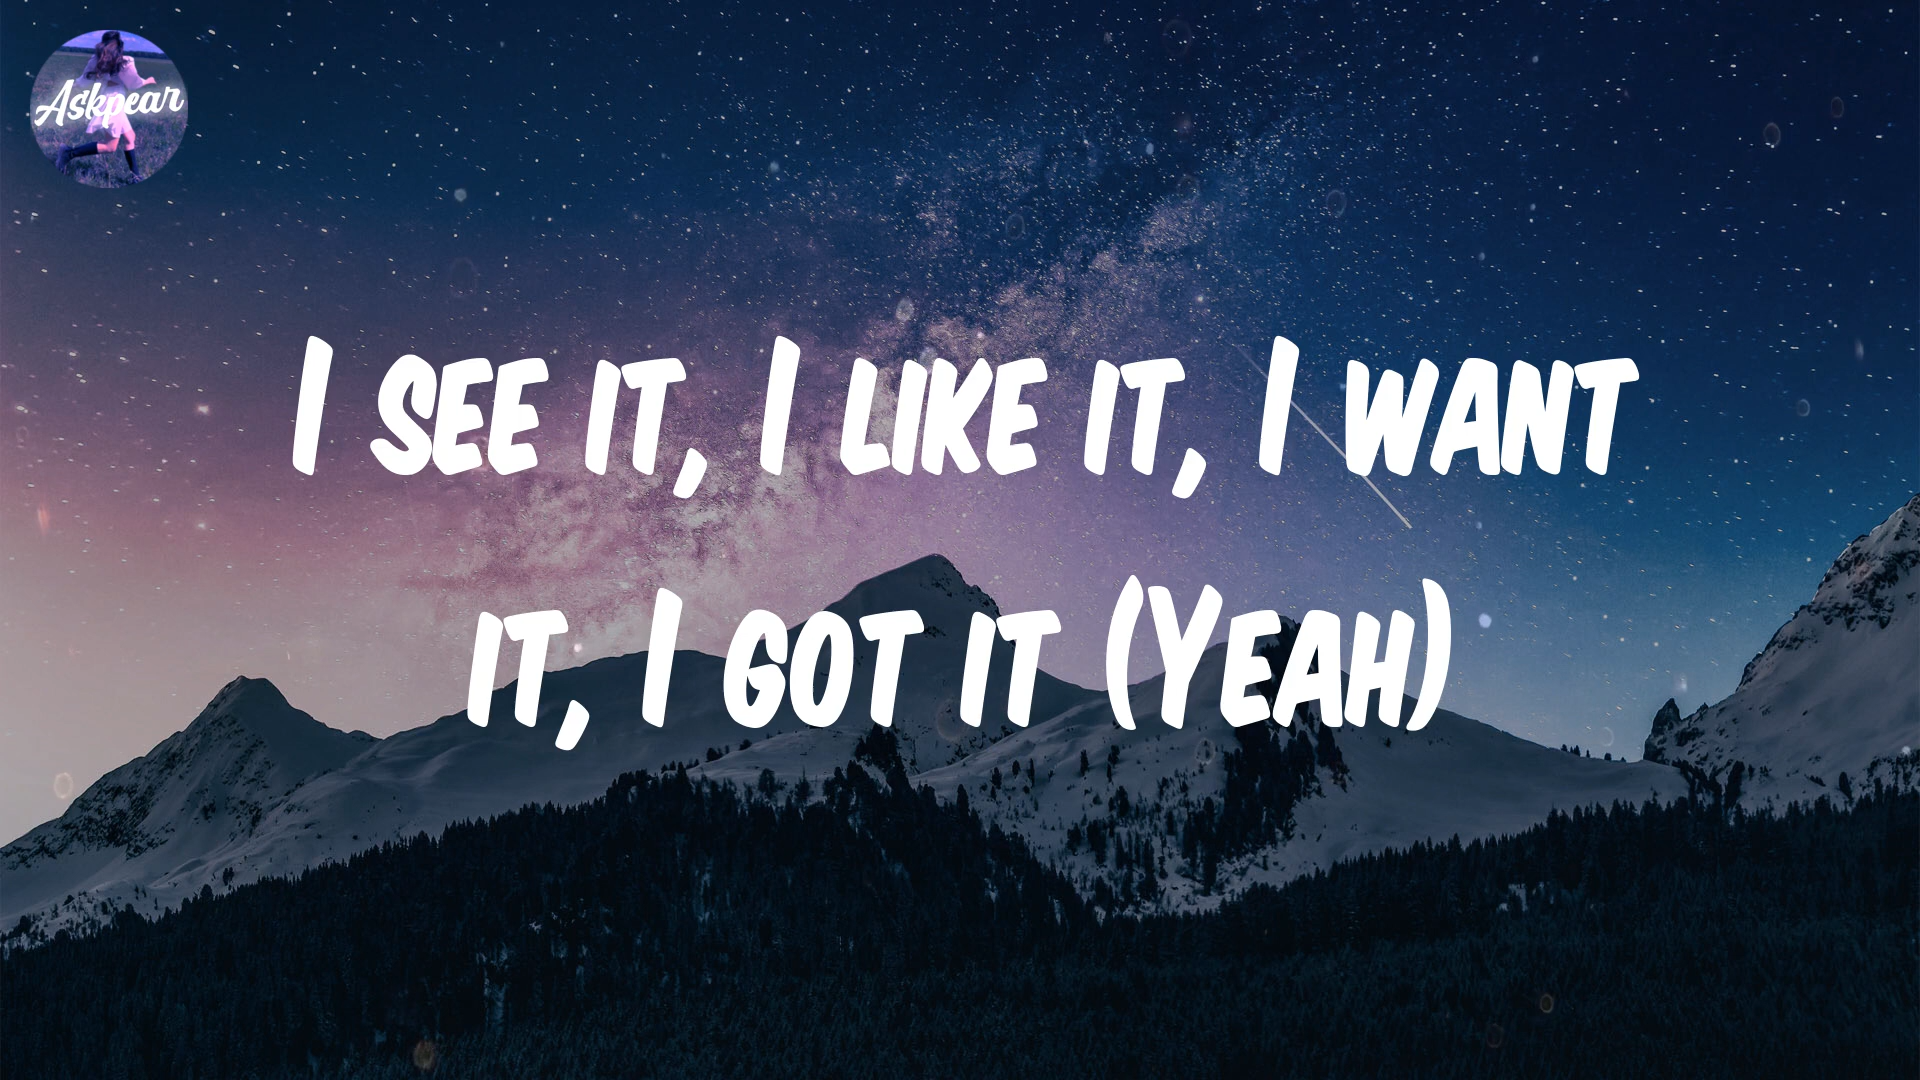 Askpear
I see it, I like it, I want
it, I got it (Yeah)